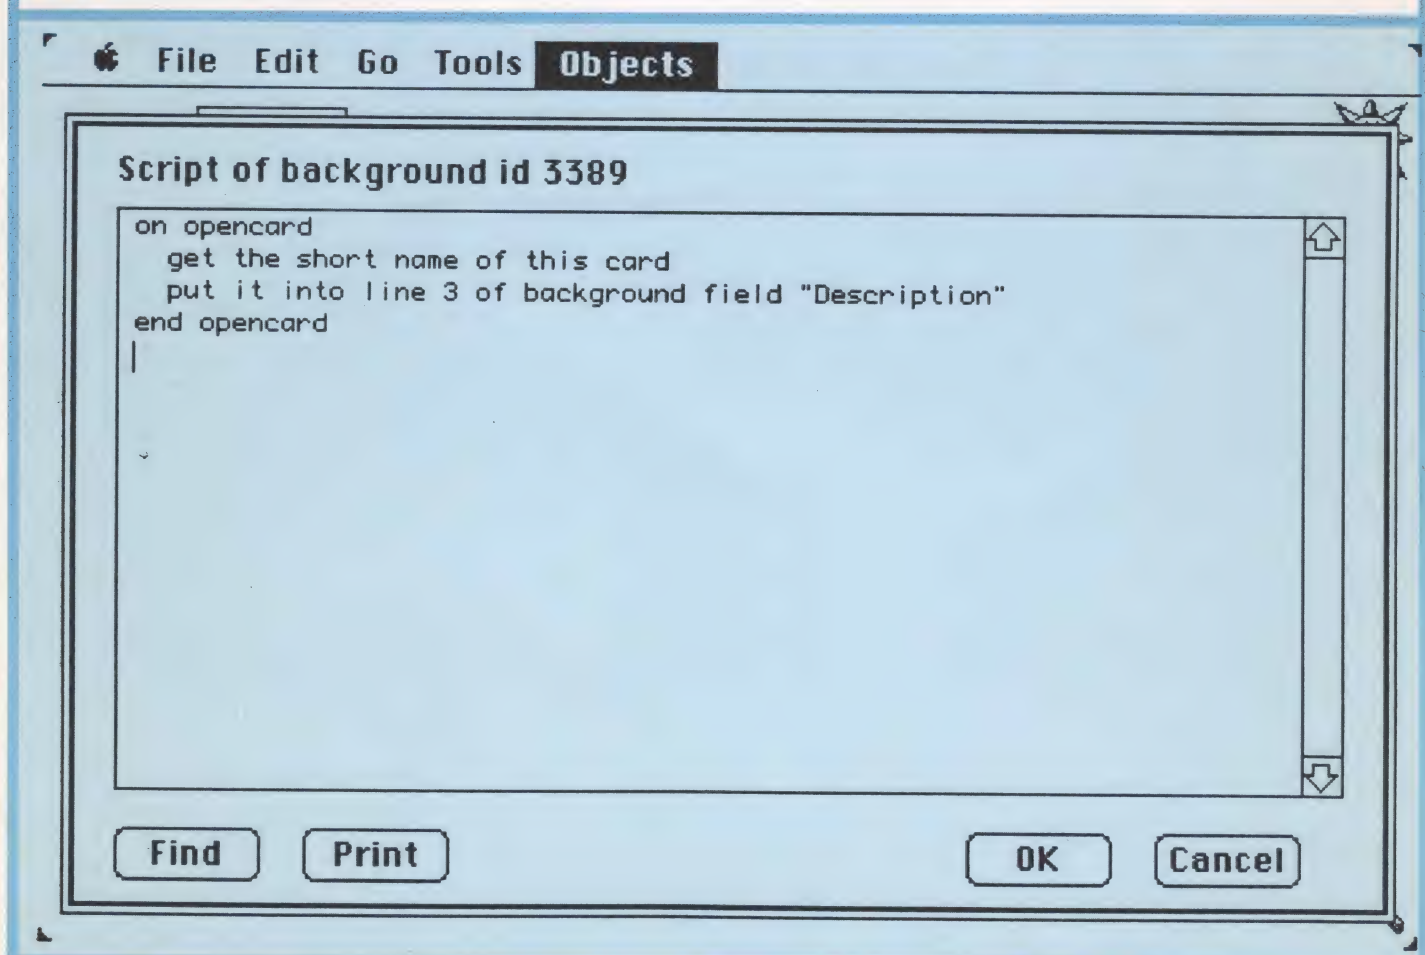 File Edit Go Tools Objects
Script of background id 3389
on opencard
  get the short name of this card
  put it into line 3 of background field "Description"
end opencard
Find Print OK Cancel